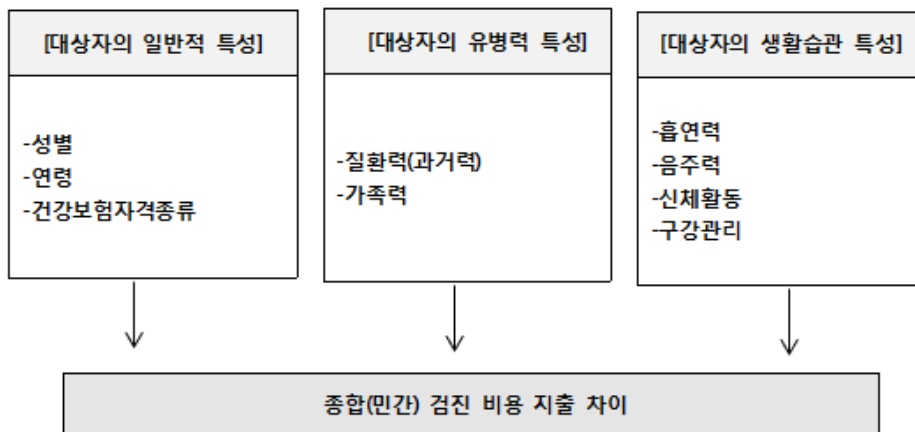 [대상자의 일반적 특성]
-성별
-연령
-건강보험자격종류
[대상자의 유병력 특성]
-질환력(과거력)
-가족력
[대상자의 생활습관 특성]
-흡연력
-음주력
-신체활동
-구강관리
종합(민간) 검진 비용 지출 차이